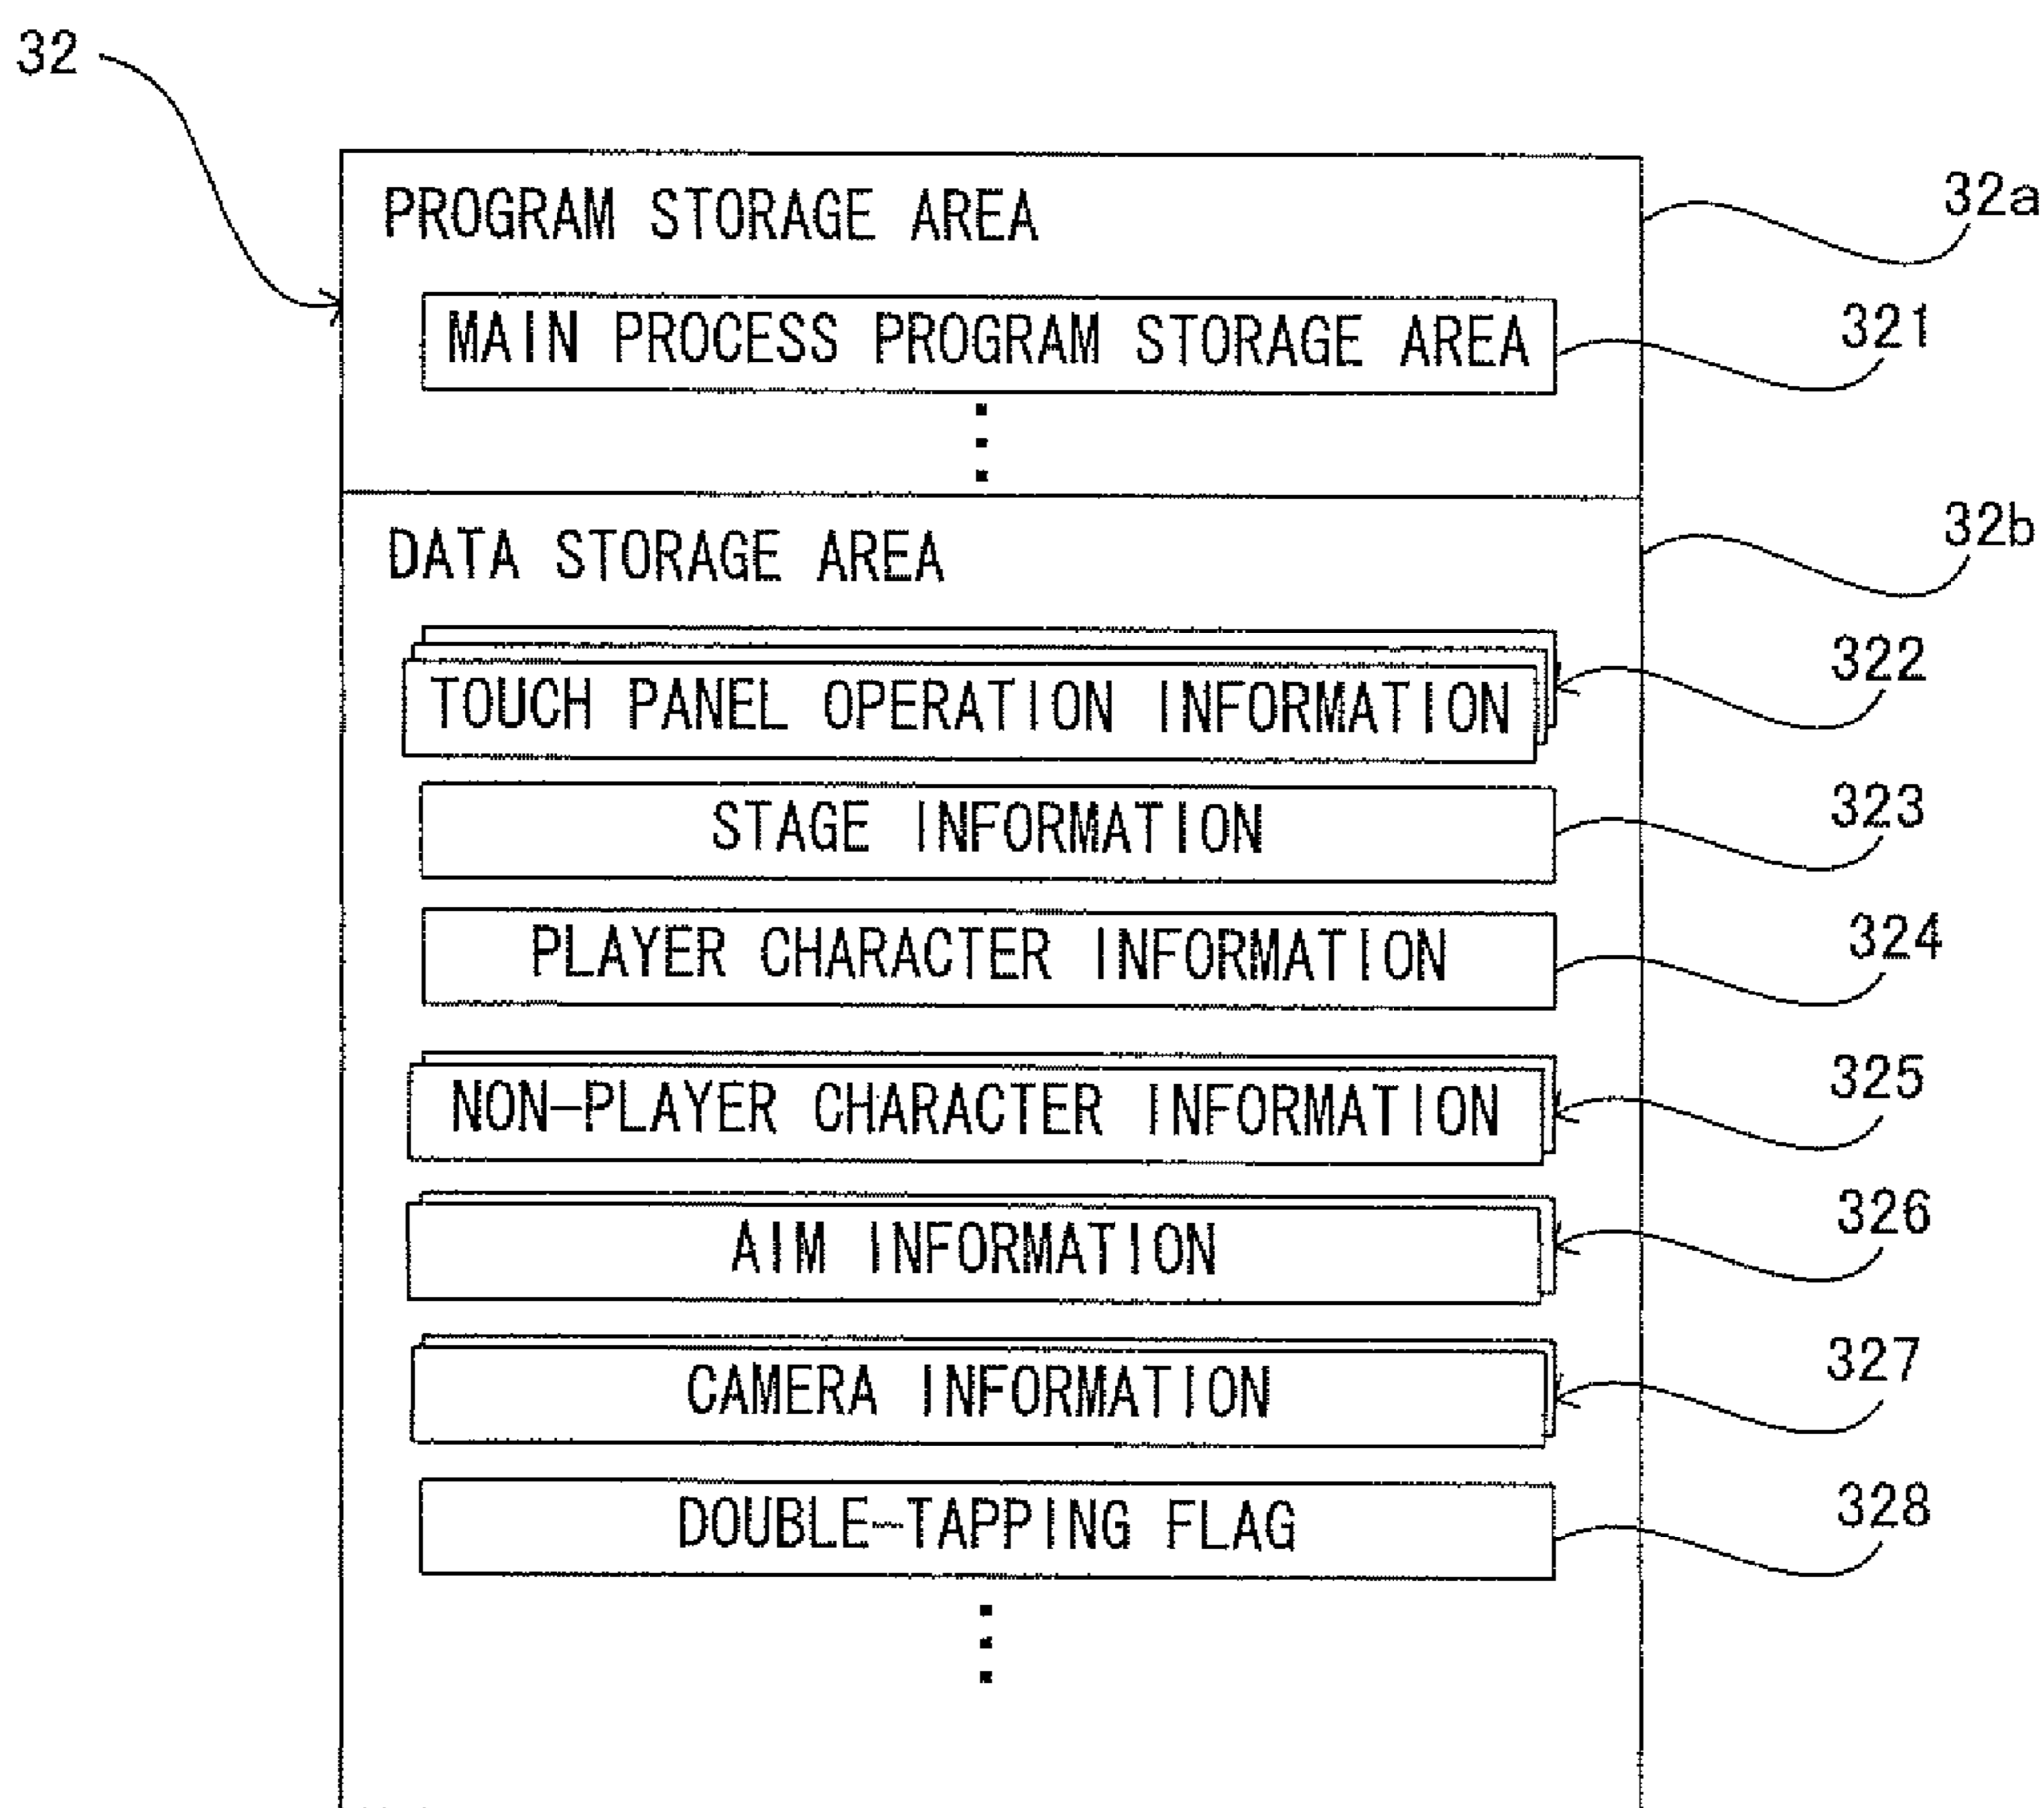 32
PROGRAM STORAGE AREA
32a
MAIN PROCESS PROGRAM STORAGE AREA
321
DATA STORAGE AREA
32b
TOUCH PANEL OPERATION INFORMATION
322
STAGE INFORMATION
323
PLAYER CHARACTER INFORMATION
324
NON-PLAYER CHARACTER INFORMATION
325
AIM INFORMATION
326
CAMERA INFORMATION
327
DOUBLE-TAPPING FLAG
328